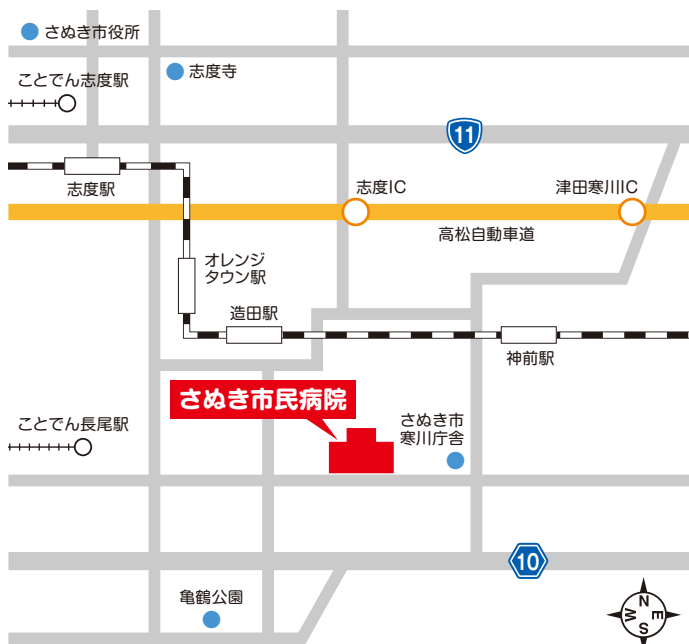 さぬき市役所
志度寺
ことでん志度駅
11
志度駅
志度IC
津田寒川IC
高松自動車道
オレンジ
タウン駅
造田駅
神前駅
さぬき市民病院
ことでん長尾駅
さぬき市
寒川庁舎
10
亀鶴公園
N
W
E
S